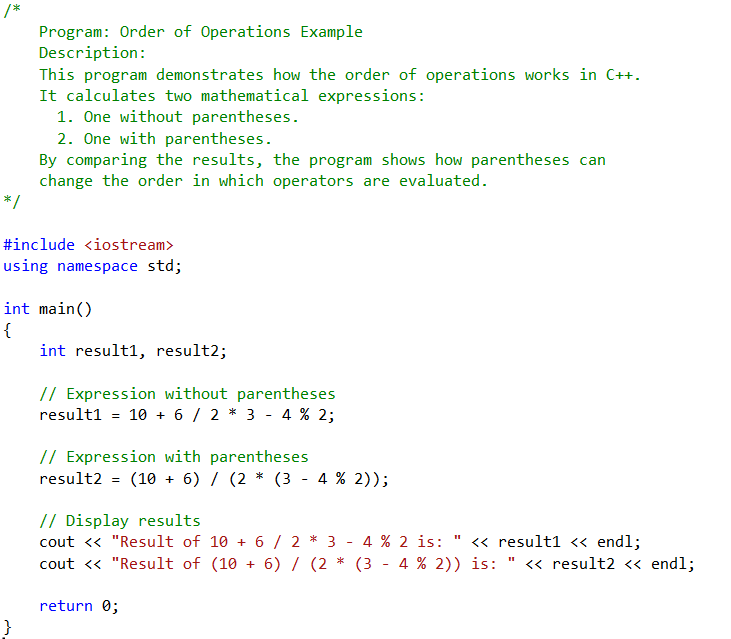 /*
    Program: Order of Operations Example
    Description:
    This program demonstrates how the order of operations works in C++.
    It calculates two mathematical expressions:
      1. One without parentheses.
      2. One with parentheses.
    By comparing the results, the program shows how parentheses can
    change the order in which operators are evaluated.
*/

#include <iostream>
using namespace std;

int main()
{
    int result1, result2;

    // Expression without parentheses
    result1 = 10 + 6 / 2 * 3 - 4 % 2;

    // Expression with parentheses
    result2 = (10 + 6) / (2 * (3 - 4 % 2));

    // Display results
    cout << "Result of 10 + 6 / 2 * 3 - 4 % 2 is: " << result1 << endl;
    cout << "Result of (10 + 6) / (2 * (3 - 4 % 2)) is: " << result2 << endl;

    return 0;
}